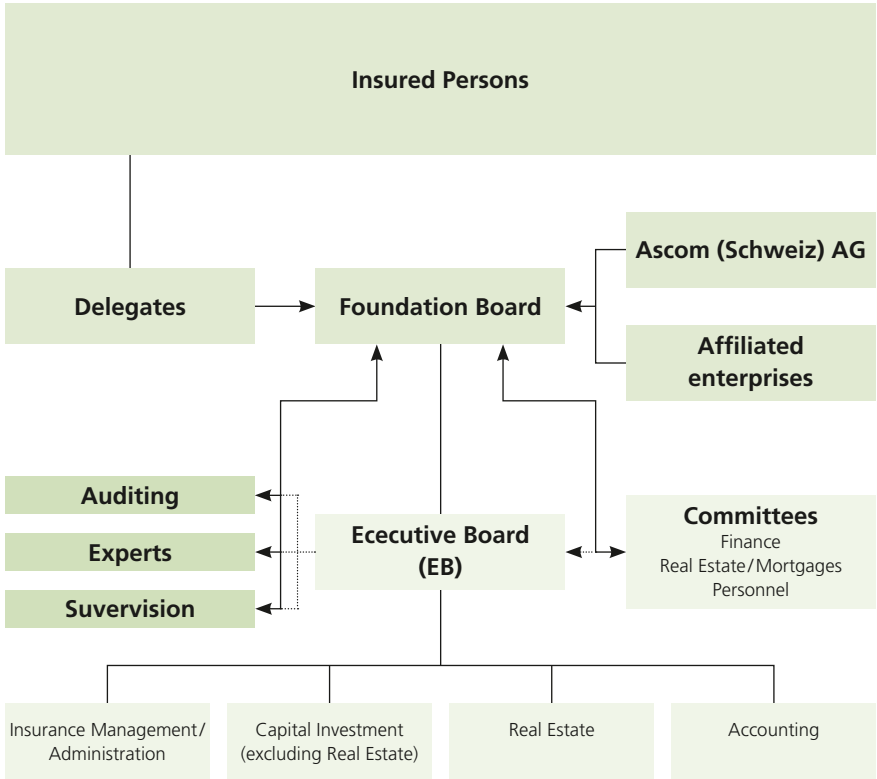 Insured Persons
Ascom (Schweiz) AG
Delegates
Foundation Board
Affiliated
enterprises
Auditing
Experts
Suvervision
Ececutive Board
(EB)
Committees
Finance
Real Estate/Mortgages
Personnel
Insurance Management/
Administration
Capital Investment
(excluding Real Estate)
Real Estate
Accounting